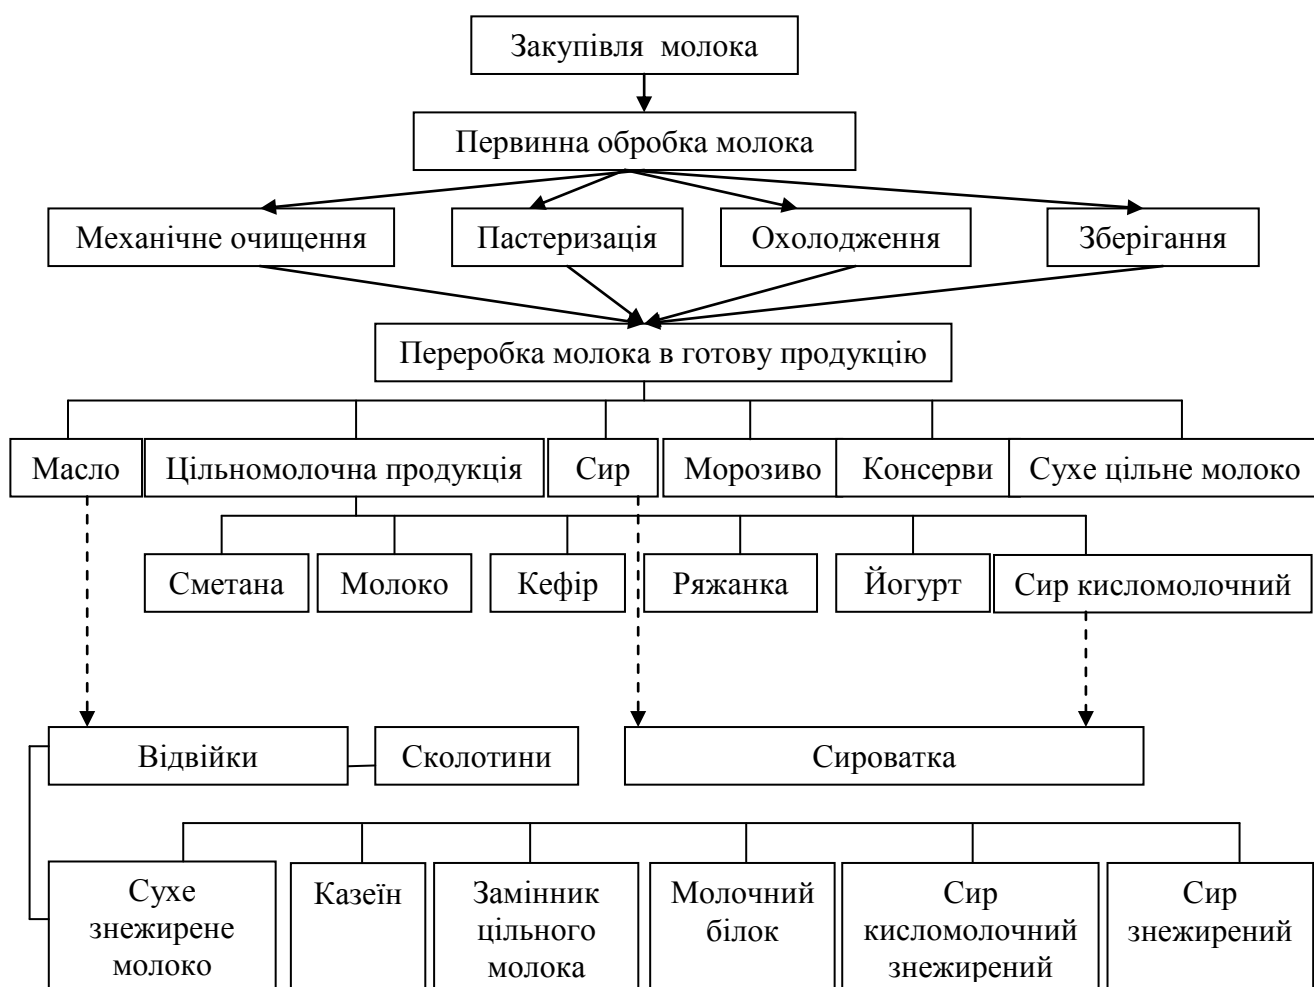 Закупівля молока
Первинна обробка молока
Механічне очищення
Пастеризація
Охолодження
Зберігання
Переробка молока в готову продукцію
Масло
Цільномолочна продукція
Сир
Морозиво
Консерви
Сухе цільне молоко
Сметана
Молоко
Кефір
Ряжанка
Йогурт
Сир кисломолочний
Відвійки
Сколотини
Сироватка
Сухе
знежирене
молоко
Казеїн
Замінник
цільного
молока
Молочний
білок
Сир
кисломолочний
знежирений
Сир
знежирений